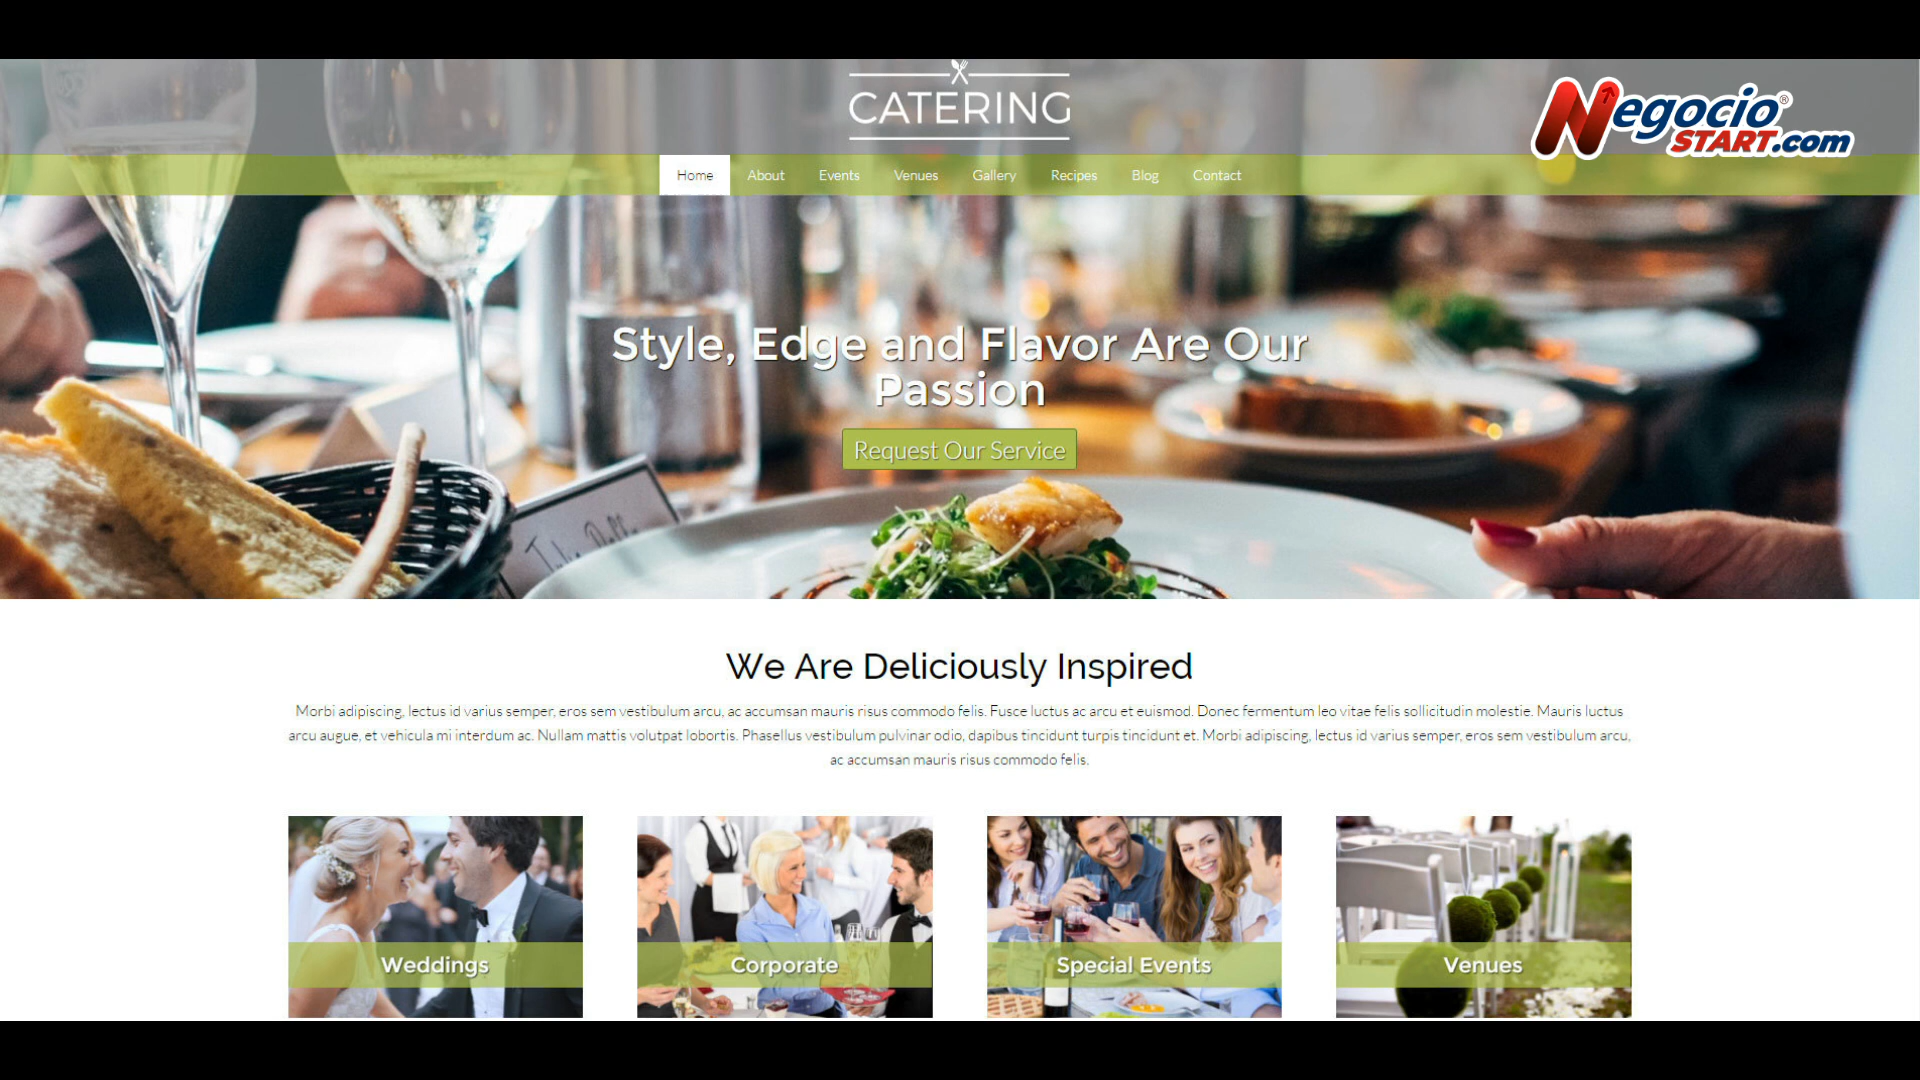 CATERING
Negocio®
START.com
Home About Events Venues Gallery Recipes Blog Contact
Style, Edge and Flavor Are Our
Passion
Request Our Service
We Are Deliciously Inspired
Morbi adipiscing, lectus id varius semper, eros sem vestibulum arcu, ac accumsan mauris risus commodo felis. Fusce luctus ac arcu et euismod. Donec fermentum leo vitae felis sollicitudin molestie. Mauris luctus
arcu augue, et vehicula mi interdum ac. Nullam mattis volutpat lobortis. Phasellus vestibulum pulvinar odio, dapibus tincidunt turpis tincidunt et. Morbi adipiscing, lectus id varius semper, eros sem vestibulum arcu,
ac accumsan mauris risus commodo felis.
Weddings Corporate Special Events Venues